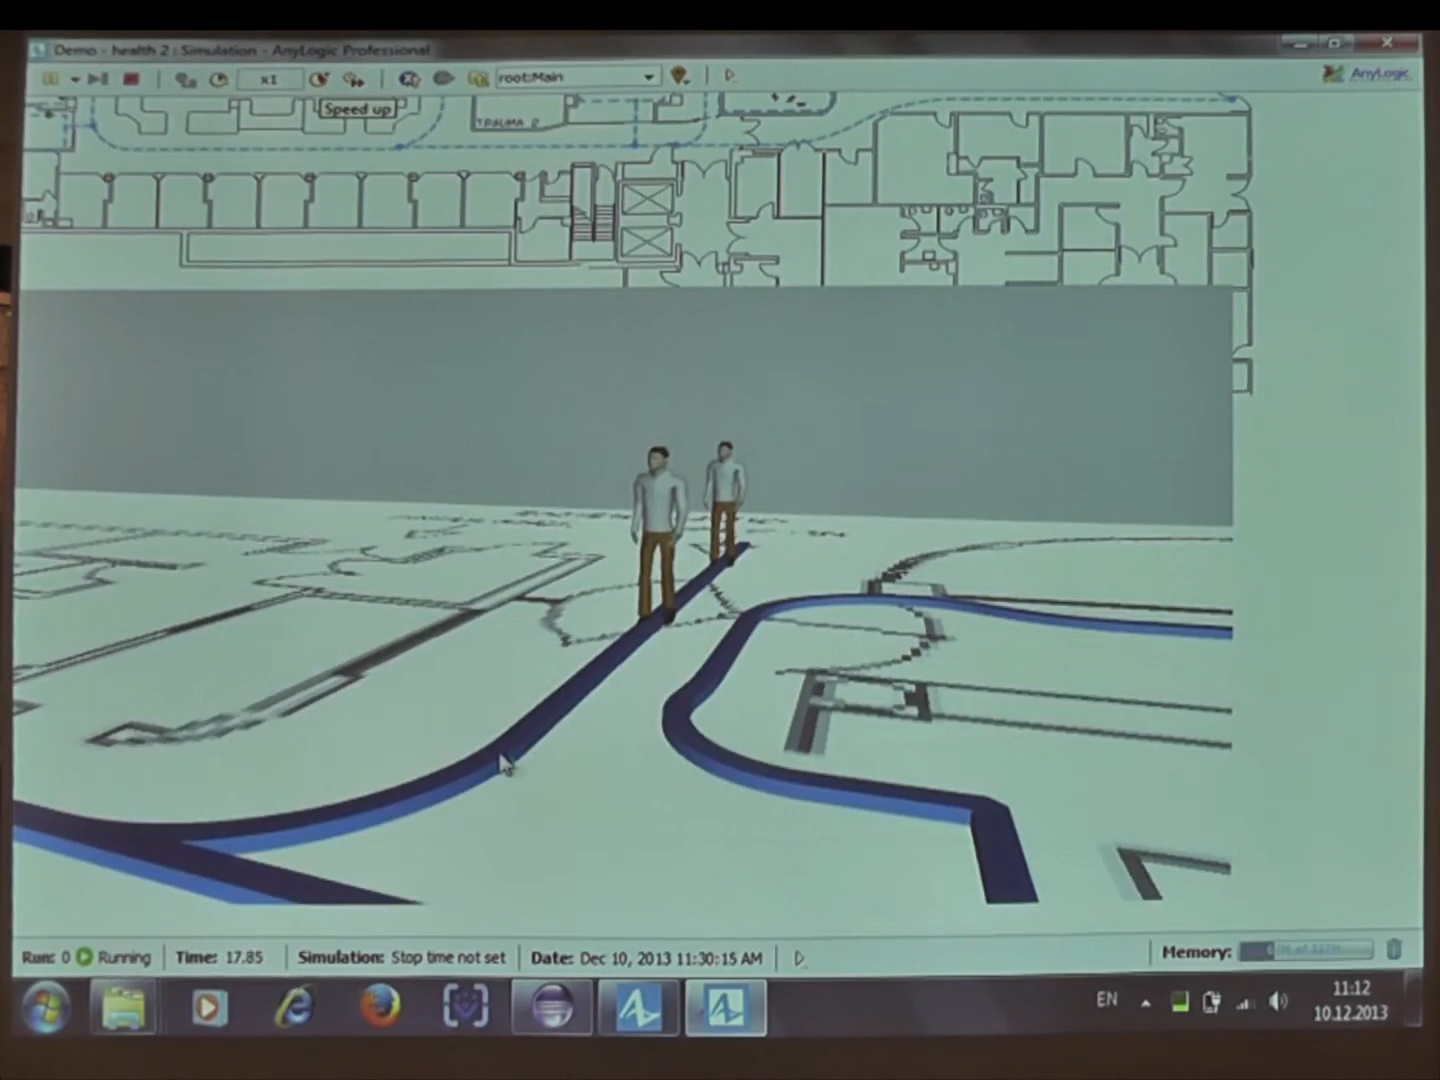 Demo - health 2 : Simulation - AnyLogic Professional
x1
root:Main
AnyLogic
Speed up
TRAUMA 2
Run: 0
Running
Time: 17.85
Simulation: Stop time not set
Date: Dec 10, 2013 11:30:15 AM
Memory:
EN
11:12
10.12.2013